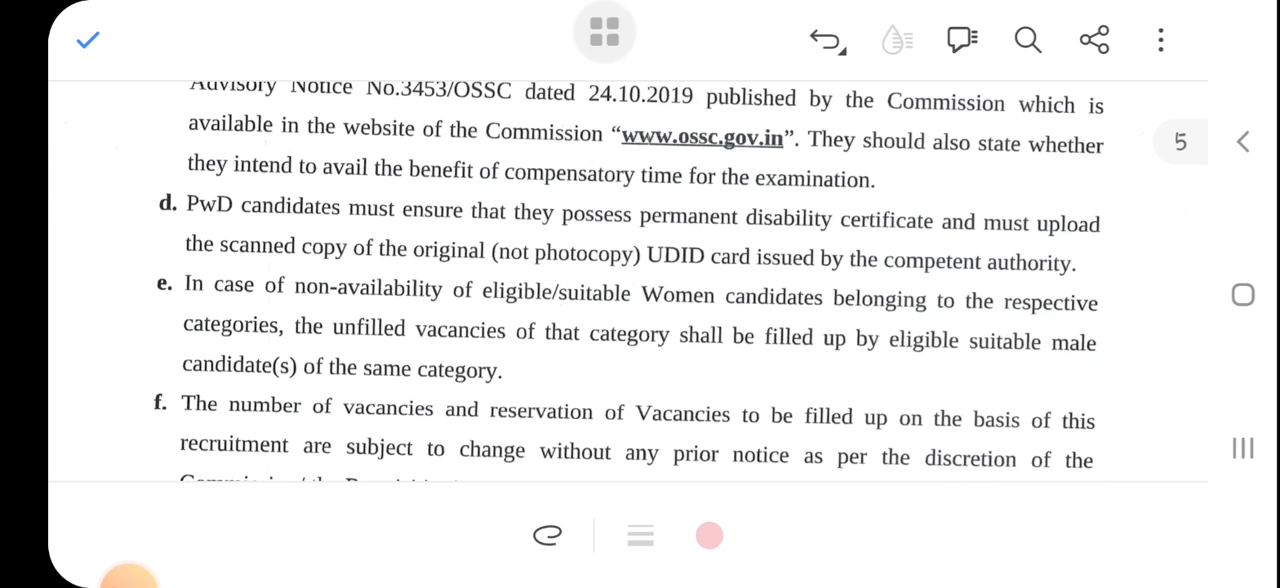 Advisory Notice No.3453/OSSC dated 24.10.2019 published by the Commission which is
available in the website of the Commission “www.ossc.gov.in”. They should also state whether
they intend to avail the benefit of compensatory time for the examination.
d. PwD candidates must ensure that they possess permanent disability certificate and must upload
the scanned copy of the original (not photocopy) UDID card issued by the competent authority.
e. In case of non-availability of eligible/suitable Women candidates belonging to the respective
categories, the unfilled vacancies of that category shall be filled up by eligible suitable male
candidate(s) of the same category.
f. The number of vacancies and reservation of Vacancies to be filled up on the basis of this
recruitment are subject to change without any prior notice as per the discretion of the
5